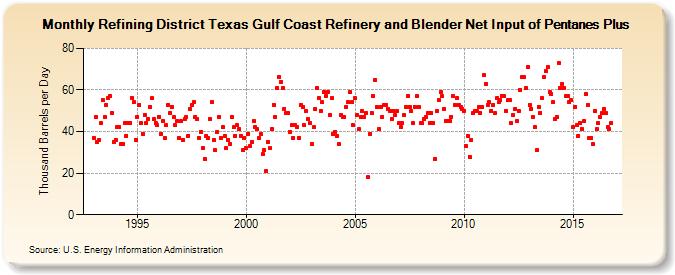 Monthly Refining District Texas Gulf Coast Refinery and Blender Net Input of Pentanes Plus
Thousand Barrels per Day
80
60
40
20
0
1995 2000 2005 2010 2015
Source: U.S. Energy Information Administration